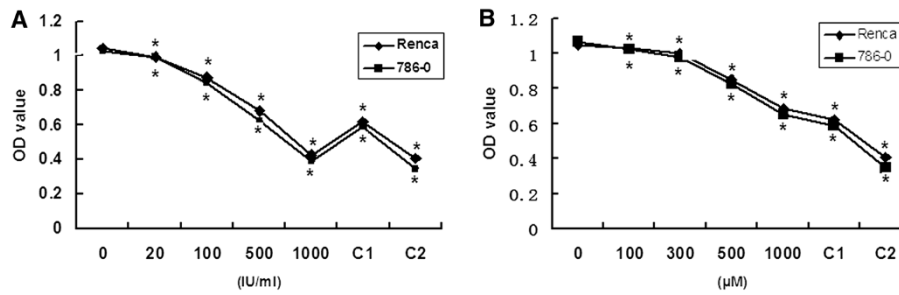 A
1.2
1
0.8
0.6
0.4
0.2
0
OD value
Renca
786-0
* * * * * *
* * * * * *
0 20 100 500 1000 C1 C2
(IU/ml)
B
1.2
1.0
0.8
0.6
0.4
0.2
0
OD value
Renca
786-0
* * * * * *
* * * * * *
0 100 300 500 1000 C1 C2
(µM)